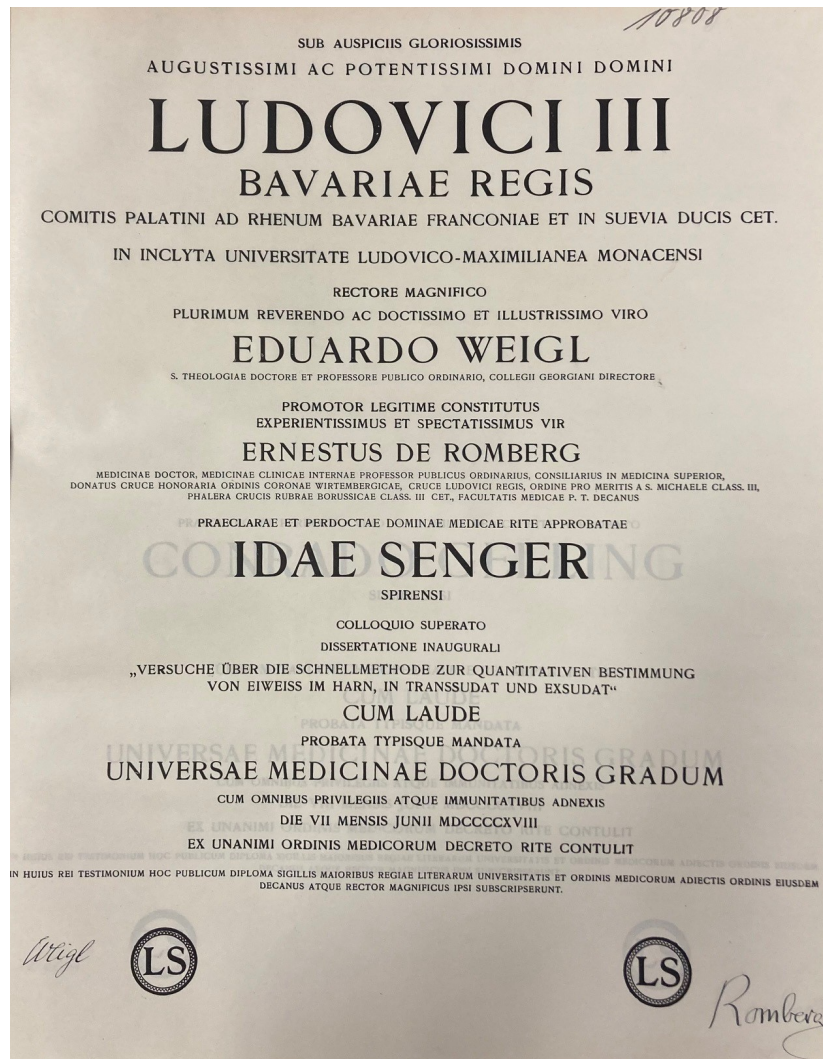 10808
SUB AUSPICIIS GLORIOSISSIMIS
AUGUSTISSIMI AC POTENTISSIMI DOMINI DOMINI
LUDOVICI III
BAVARIAE REGIS
COMITIS PALATINI AD RHENUM BAVARIAE FRANCONIAE ET IN SUEVIA DUCIS CET.
IN INCLYTA UNIVERSITATE LUDOVICO-MAXIMILIANEA MONACENSI
RECTORE MAGNIFICO
PLURIMUM REVERENDO AC DOCTISSIMO ET ILLUSTRISSIMO VIRO
EDUARDO WEIGL
S. THEOLOGIAE DOCTORE ET PROFESSORE PUBLICO ORDINARIO, COLLEGII GEORGIANI DIRECTORE
PROMOTOR LEGITIME CONSTITUTUS
EXPERIENTISSIMUS ET SPECTATISSIMUS VIR
ERNESTUS DE ROMBERG
MEDICINAE DOCTOR, MEDICINAE CLINICAE INTERNAE PROFESSOR PUBLICUS ORDINARIUS, CONSILIARIUS IN MEDICINA SUPERIOR,
DONATUS CRUCE HONORARIA ORDINIS CORONAE WIRTEMBERGICAE, CRUCE LUDOVICI REGIS, ORDINE PRO MERITIS A S. MICHAELE CLASS. III,
PHALERA CRUCIS RUBRAE BORUSSICAE CLASS. III CET., FACULTATIS MEDICAE P. T. DECANUS
PRAECLARAE ET PERDOCTAE DOMINAE MEDICAE RITE APPROBATAE
IDAE SENGER
SPIRENSI
COLLOQUIO SUPERATO
DISSERTATIONE INAUGURALI
„VERSUCHE ÜBER DIE SCHNELLMETHODE ZUR QUANTITATIVEN BESTIMMUNG
VON EIWEISS IM HARN, IN TRANSSUDAT UND EXSUDAT“
CUM LAUDE
PROBATA TYPISQUE MANDATA
UNIVERSAE MEDICINAE DOCTORIS GRADUM
CUM OMNIBUS PRIVILEGIIS ATQUE IMMUNITATIBUS ADNEXIS
DIE VII MENSIS JUNII MDCCCCXVIII
EX UNANIMI ORDINIS MEDICORUM DECRETO RITE CONTULIT
IN HUIUS REI TESTIMONIUM HOC PUBLICUM DIPLOMA SIGILLIS MAIORIBUS REGIAE LITERARUM UNIVERSITATIS ET ORDINIS MEDICORUM ADIECTIS ORDINIS EIUSDEM
DECANUS ATQUE RECTOR MAGNIFICUS IPSI SUBSCRIPSERUNT.
Weigl LS LS Romberg